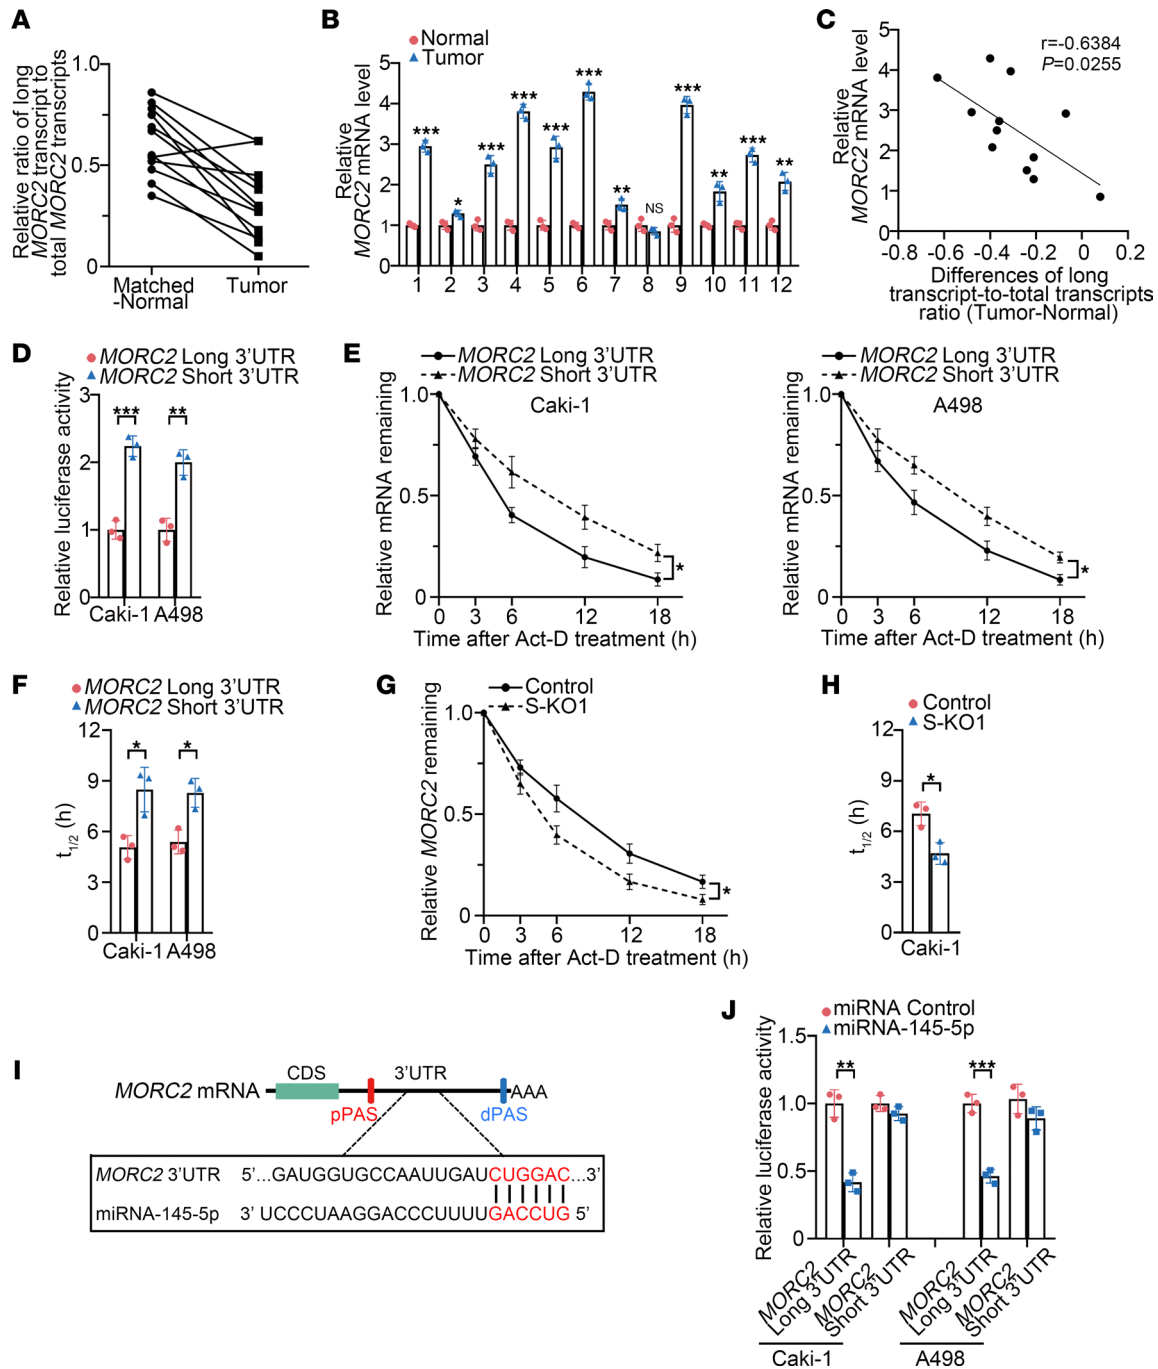 A
Relative ratio of long
MORC2 transcript to
total MORC2 transcripts
1.0
0.5
0
Matched
-Normal
Tumor
B
Normal
Tumor
Relative
MORC2 mRNA level
5
4
3
2
1
0
***
*
***
***
***
***
**
NS
***
**
***
**
1 2 3 4 5 6 7 8 9 10 11 12
C
Relative
MORC2 mRNA level
5
4
3
2
1
0
r=-0.6384
P=0.0255
-0.8 -0.6 -0.4 -0.2 0 0.2
Differences of long
transcript-to-total transcripts
ratio (Tumor-Normal)
D
MORC2 Long 3’UTR
MORC2 Short 3’UTR
Relative luciferase activity
3
2
1
0
*** **
Caki-1 A498
E
MORC2 Long 3’UTR
MORC2 Short 3’UTR
Caki-1
Relative mRNA remaining
1.0
0.5
0
*
0 3 6 12 18
Time after Act-D treatment (h)
MORC2 Long 3’UTR
MORC2 Short 3’UTR
A498
Relative mRNA remaining
1.0
0.5
0
*
0 3 6 12 18
Time after Act-D treatment (h)
F
MORC2 Long 3’UTR
MORC2 Short 3’UTR
t1/2 (h)
12
9
6
3
0
* *
Caki-1 A498
G
Control
S-KO1
Relative MORC2 remaining
1.0
0.5
0
*
0 3 6 12 18
Time after Act-D treatment (h)
H
Control
S-KO1
t1/2 (h)
12
9
6
3
0
*
Caki-1
I
CDS
3’UTR
MORC2 mRNA
AAA
pPAS
dPAS
MORC2 3’UTR 5’...GAUGGUGCCAAUUGAUCUGGAC...3’
miRNA-145-5p 3’ UCCCUAAGGACCCUUUUGACCUG 5’
J
miRNA Control
miRNA-145-5p
Relative luciferase activity
1.5
1.0
0.5
0
** ***
MORC2
Long 3’UTR
MORC2
Short 3’UTR
MORC2
Long 3’UTR
MORC2
Short 3’UTR
Caki-1
A498